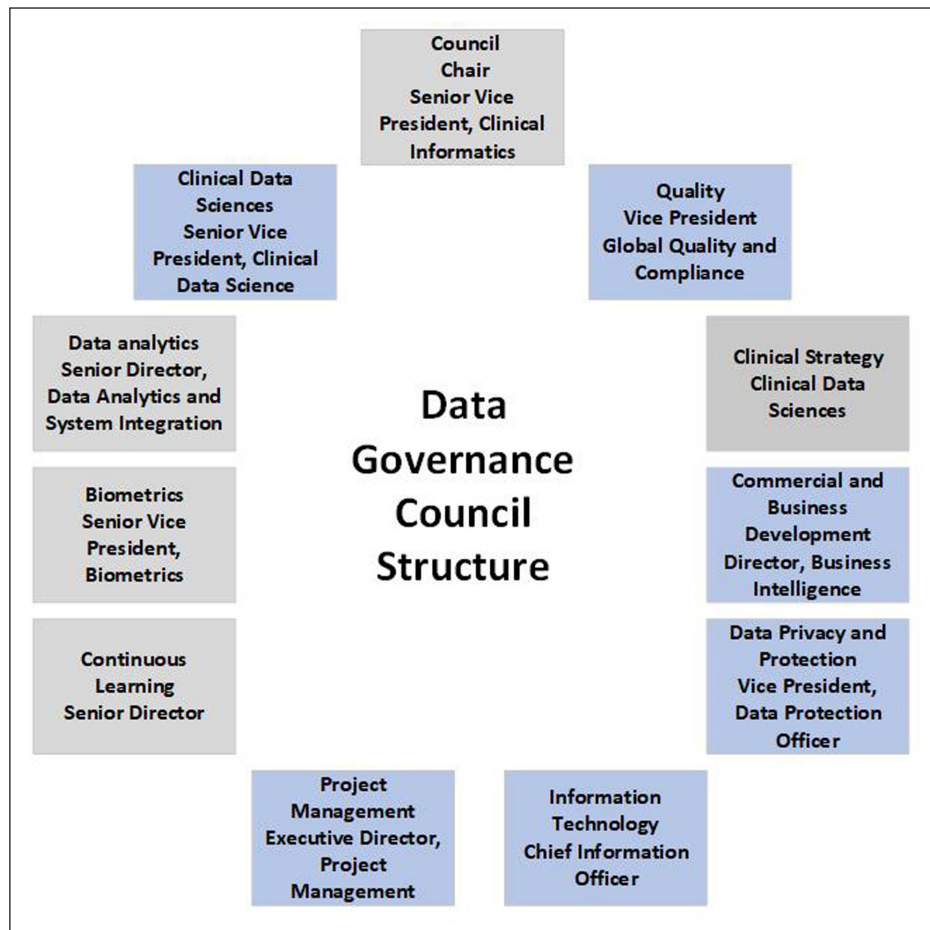 Council
Chair
Senior Vice
President, Clinical
Informatics
Clinical Data
Sciences
Senior Vice
President, Clinical
Data Science
Quality
Vice President
Global Quality and
Compliance
Data analytics
Senior Director,
Data Analytics and
System Integration
Clinical Strategy
Clinical Data
Sciences
Data
Governance
Council
Structure
Biometrics
Senior Vice
President,
Biometrics
Commercial and
Business
Development
Director, Business
Intelligence
Continuous
Learning
Senior Director
Data Privacy and
Protection
Vice President,
Data Protection
Officer
Project
Management
Executive Director,
Project
Management
Information
Technology
Chief Information
Officer